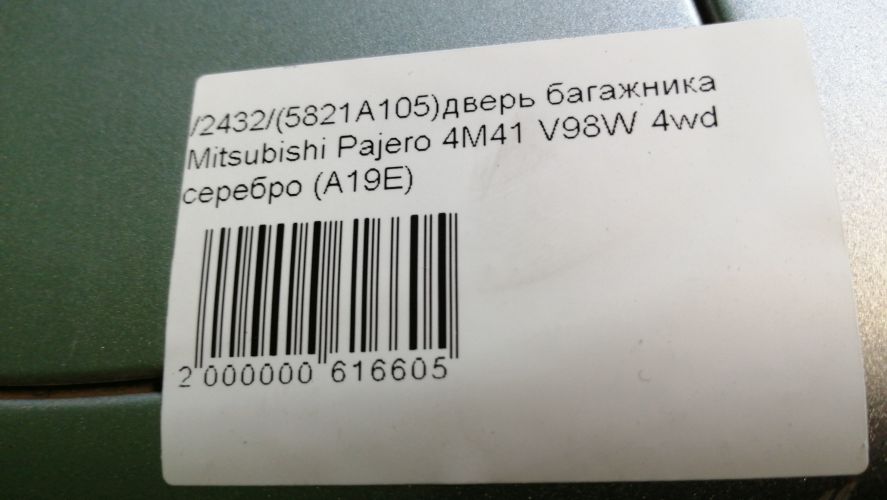 /2432/(5821A105)дверь багажника
Mitsubishi Pajero 4M41 V98W 4wd
серебро (A19E)
2 000000 616605